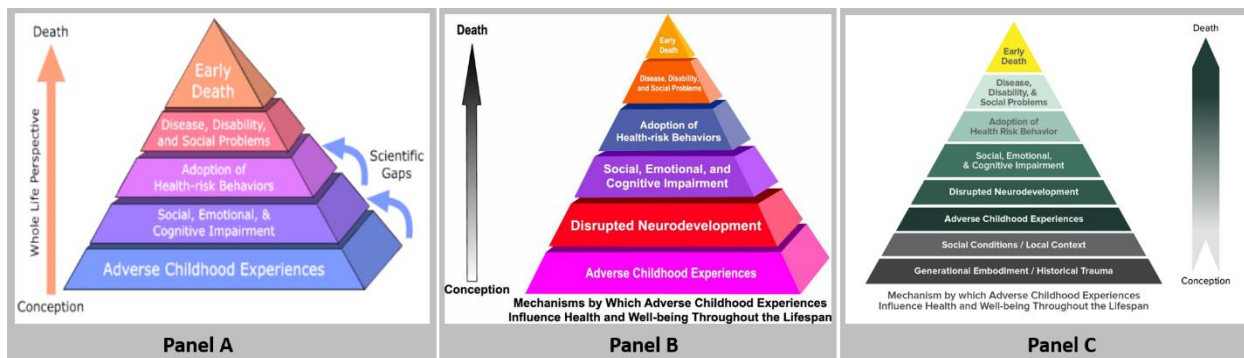 Death
Whole Life Perspective
Conception
Early
Death
Disease, Disability,
and Social Problems
Adoption of
Health-risk Behaviors
Social, Emotional, &
Cognitive Impairment
Adverse Childhood Experiences
Scientific
Gaps
Panel A
Death
Conception
Early
Death
Disease, Disability,
and Social Problems
Adoption of
Health-risk Behaviors
Social, Emotional, and
Cognitive Impairment
Disrupted Neurodevelopment
Adverse Childhood Experiences
Mechanisms by Which Adverse Childhood Experiences
Influence Health and Well-being Throughout the Lifespan
Panel B
Early
Death
Disease,
Disability, &
Social Problems
Adoption of
Health Risk Behavior
Social, Emotional,
& Cognitive Impairment
Disrupted Neurodevelopment
Adverse Childhood Experiences
Social Conditions / Local Context
Generational Embodiment / Historical Trauma
Mechanism by which Adverse Childhood Experiences
Influence Health and Well-being Throughout the Lifespan
Death
Conception
Panel C